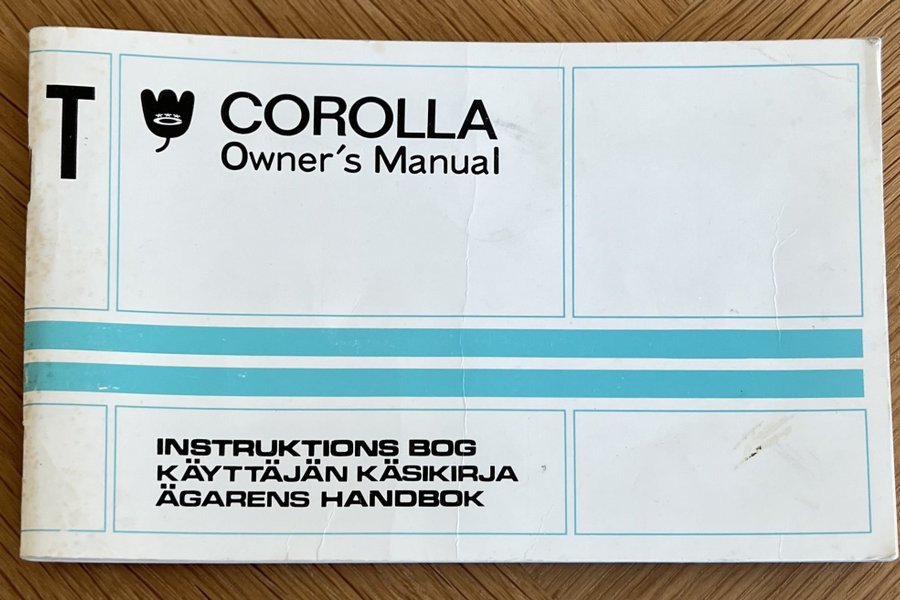 T
COROLLA
Owner's Manual
INSTRUKTIONS BOG
KÄYTTÄJÄN KÄSIKIRJA
ÄGARENS HANDBOK